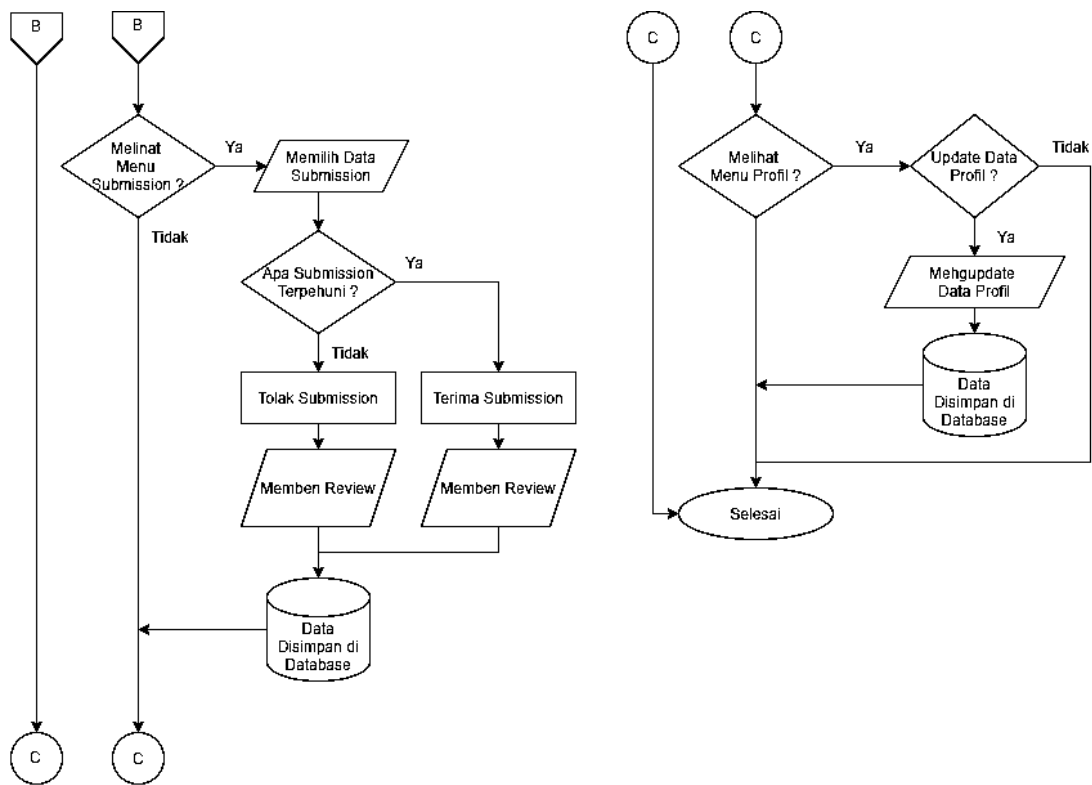 B
B
Melinat
Menu
Submission ?
Ya
Memilih Data
Submission
Tidak
Apa Submission
Terpehuni ?
Ya
Tidak
Tolak Submission
Terima Submission
Memberi Review
Memberi Review
Data
Disimpan di
Database
C
C
C
C
Melihat
Menu Profil ?
Ya
Update Data
Profil ?
Tidak
Ya
Mengupdate
Data Profil
Data
Disimpan di
Database
Selesai